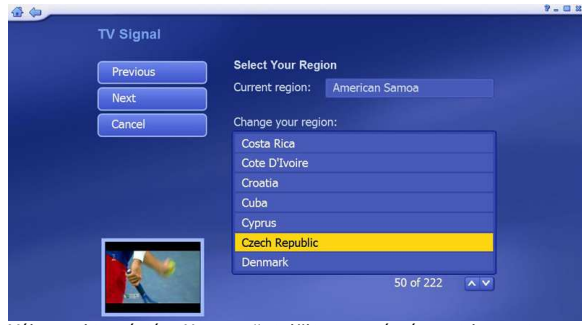 TV Signal
Previous
Next
Cancel
Select Your Region
Current region: American Samoa
Change your region:
Costa Rica
Cote D'Ivoire
Croatia
Cuba
Cyprus
Czech Republic
Denmark
50 of 222